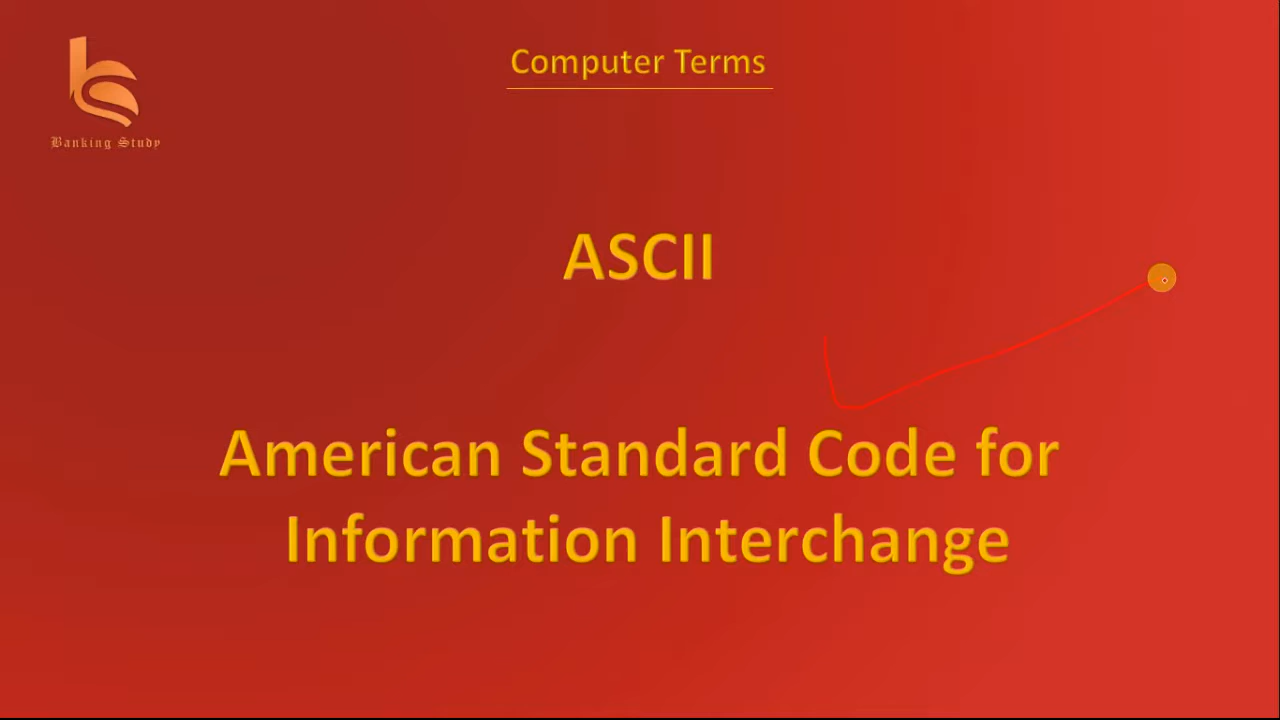 Computer Terms
Banking Study
ASCII
American Standard Code for
Information Interchange